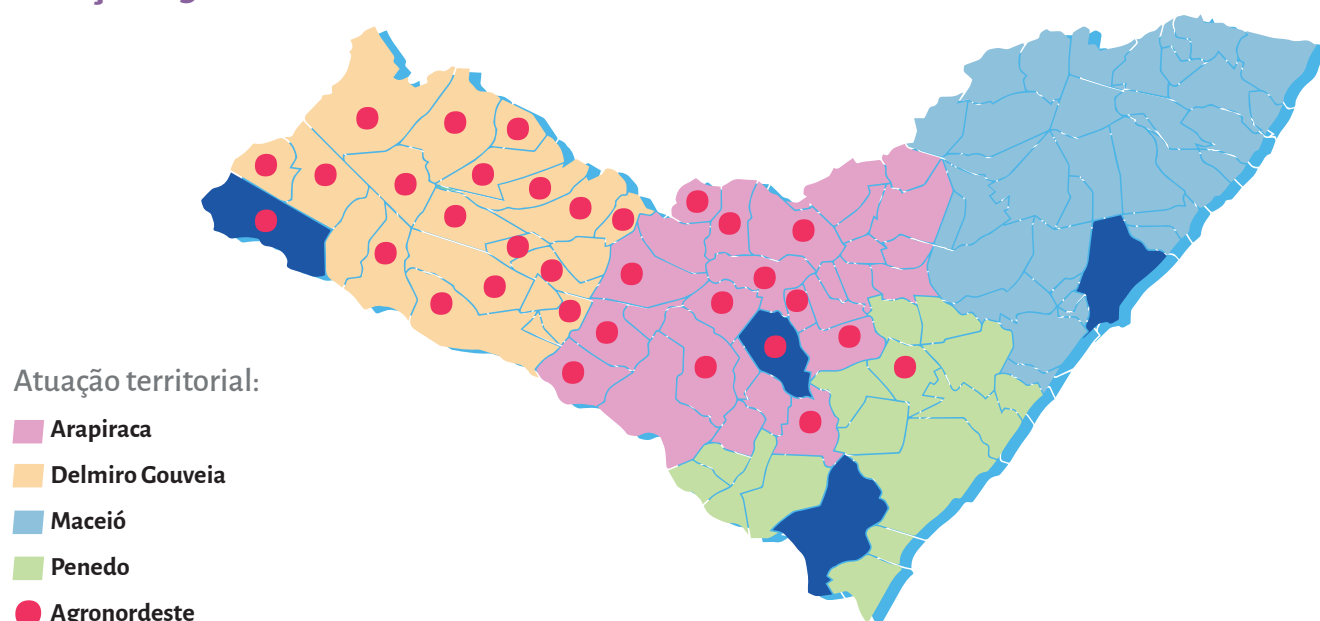 Atuação territorial:
Arapiraca
Delmiro Gouveia
Maceió
Penedo
Agronordeste